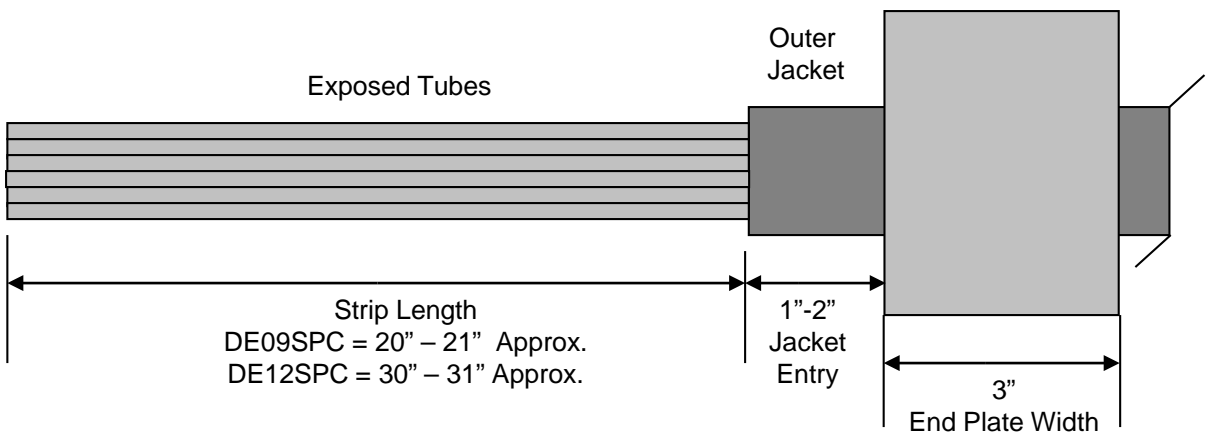 Outer
Jacket
Exposed Tubes
Strip Length
DE09SPC = 20” – 21” Approx.
DE12SPC = 30” – 31” Approx.
1”-2”
Jacket
Entry
3”
End Plate Width